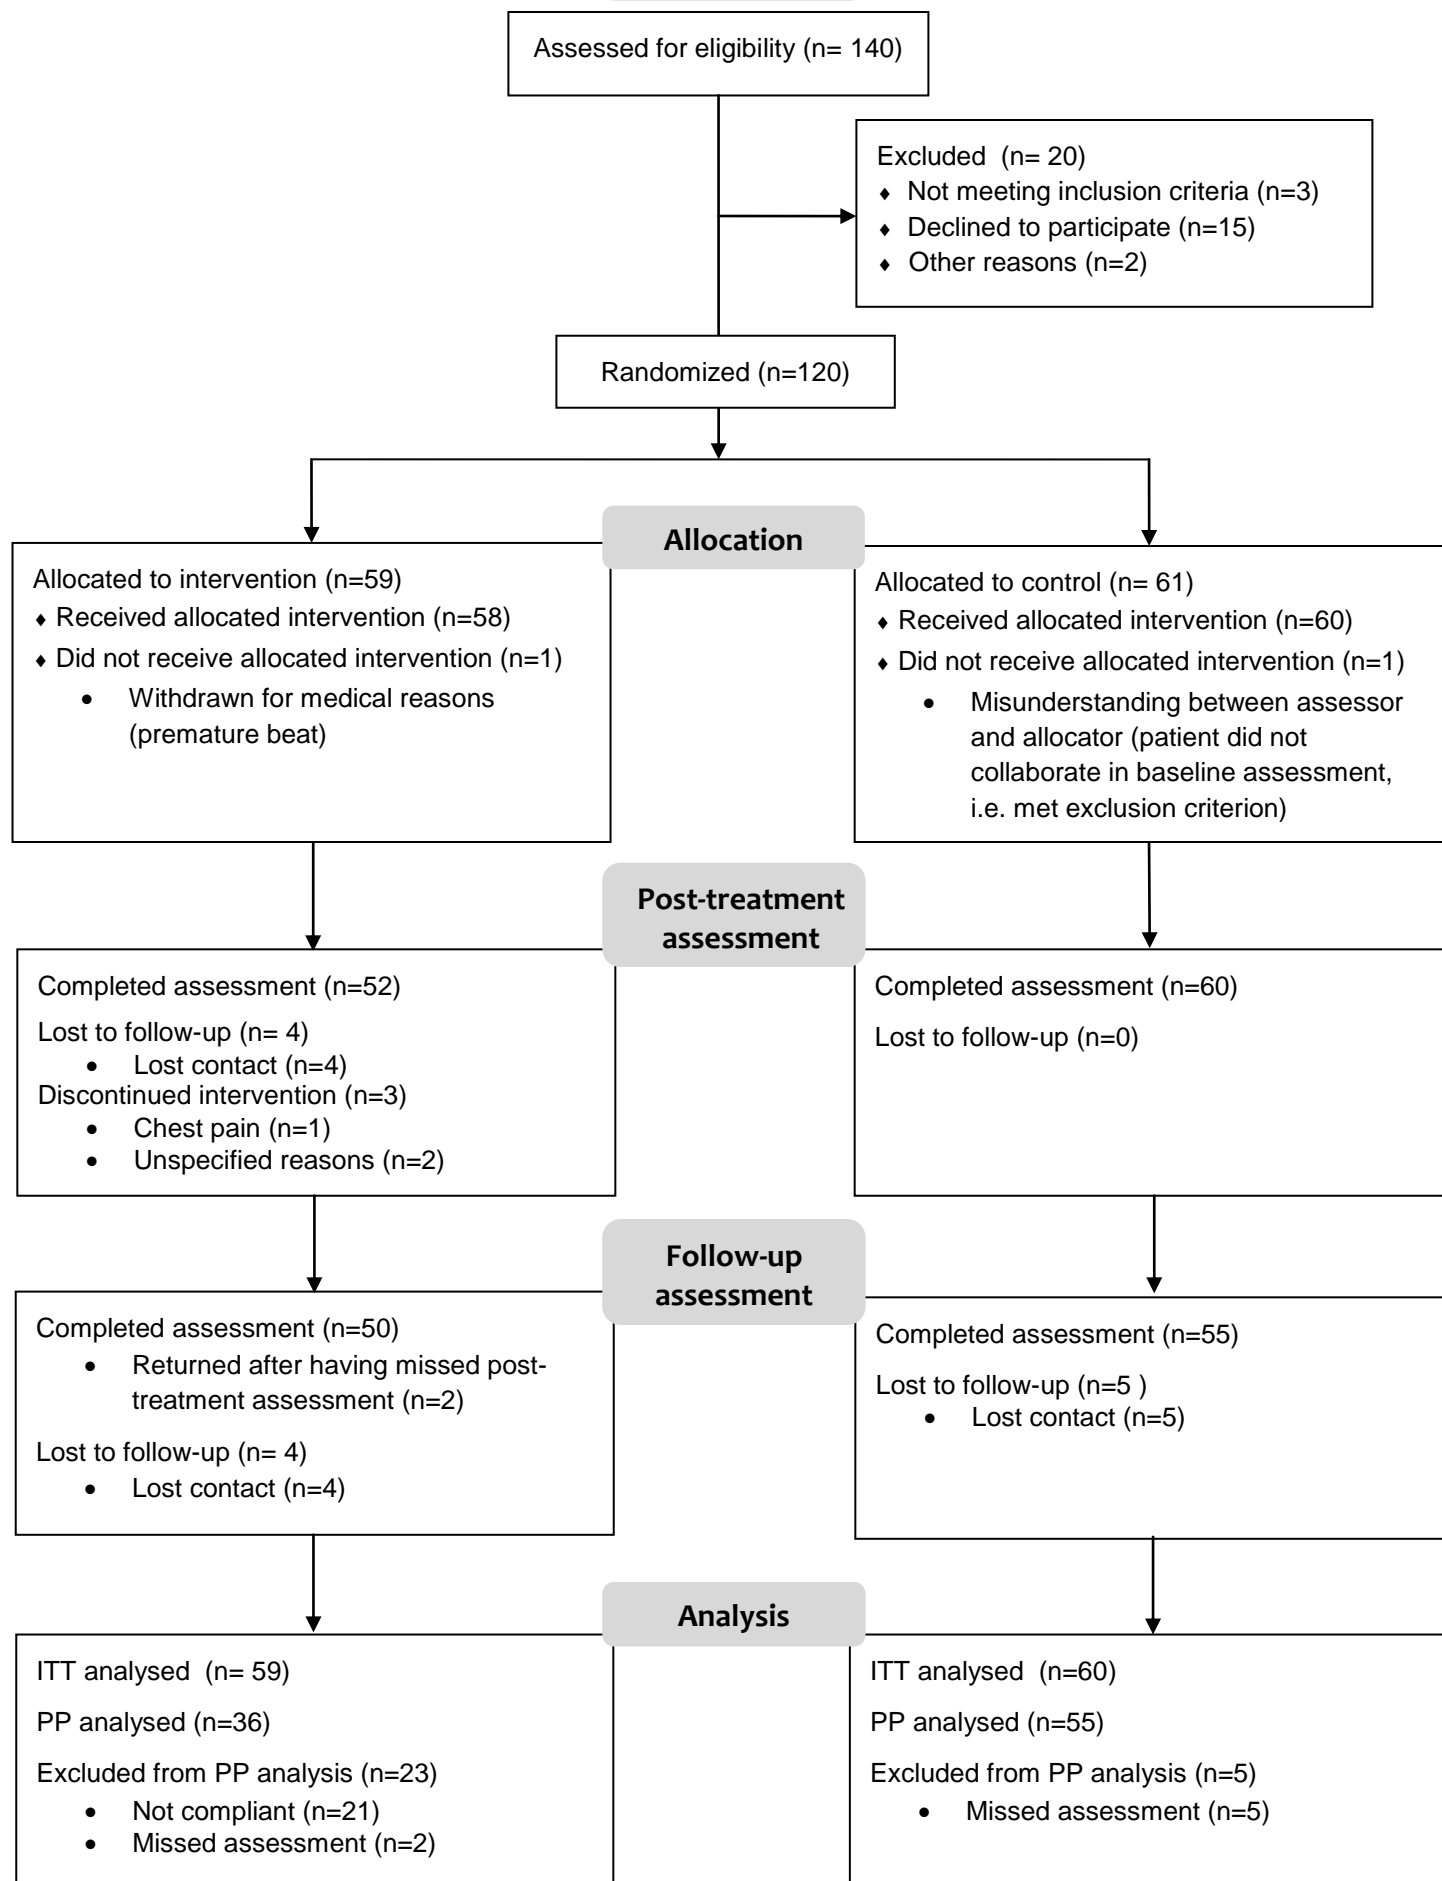 Assessed for eligibility (n= 140)
Excluded  (n= 20)
♦ Not meeting inclusion criteria (n=3)
♦ Declined to participate (n=15)
♦ Other reasons (n=2)
Randomized (n=120)
Allocation
Allocated to intervention (n=59)
♦ Received allocated intervention (n=58)
♦ Did not receive allocated intervention (n=1)
• Withdrawn for medical reasons
(premature beat)
Allocated to control (n= 61)
♦ Received allocated intervention (n=60)
♦ Did not receive allocated intervention (n=1)
• Misunderstanding between assessor
and allocator (patient did not
collaborate in baseline assessment,
i.e. met exclusion criterion)
Post-treatment
assessment
Completed assessment (n=52)
Lost to follow-up (n= 4)
• Lost contact (n=4)
Discontinued intervention (n=3)
• Chest pain (n=1)
• Unspecified reasons (n=2)
Completed assessment (n=60)
Lost to follow-up (n=0)
Follow-up
assessment
Completed assessment (n=50)
• Returned after having missed post-
treatment assessment (n=2)
Lost to follow-up (n= 4)
• Lost contact (n=4)
Completed assessment (n=55)
Lost to follow-up (n=5 )
• Lost contact (n=5)
Analysis
ITT analysed  (n= 59)
PP analysed (n=36)
Excluded from PP analysis (n=23)
• Not compliant (n=21)
• Missed assessment (n=2)
ITT analysed  (n=60)
PP analysed (n=55)
Excluded from PP analysis (n=5)
• Missed assessment (n=5)